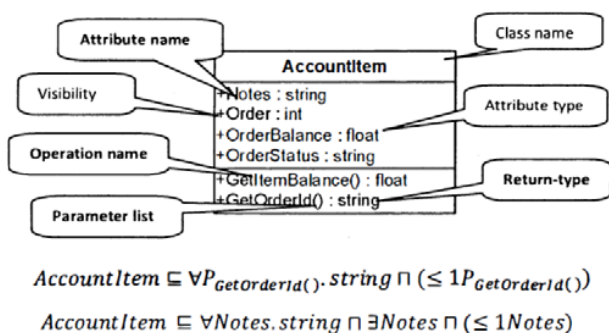 Attribute name
Class name
AccountItem
Visibility
+Notes : string
+Order : int
Attribute type
+OrderBalance : float
+OrderStatus : string
Operation name
+GetItemBalance() : float
Return-type
+GetOrderId() : string
Parameter list
AccountItem ⊑ ∀P_GetOrderId().string ⊓ (≤ 1P_GetOrderId())
AccountItem ⊑ ∀Notes.string ⊓ ∃Notes ⊓ (≤ 1Notes)